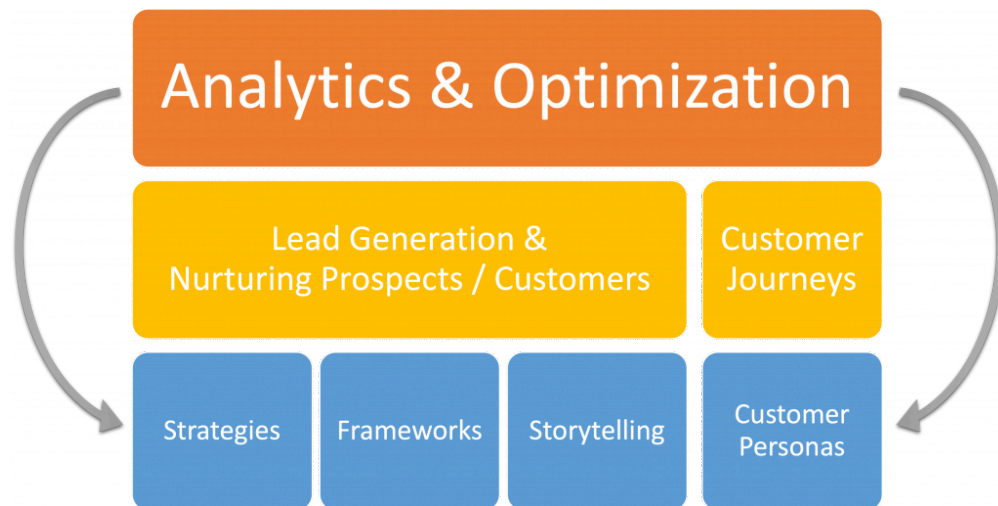 Analytics & Optimization
Lead Generation &
Nurturing Prospects / Customers
Customer
Journeys
Strategies
Frameworks
Storytelling
Customer
Personas